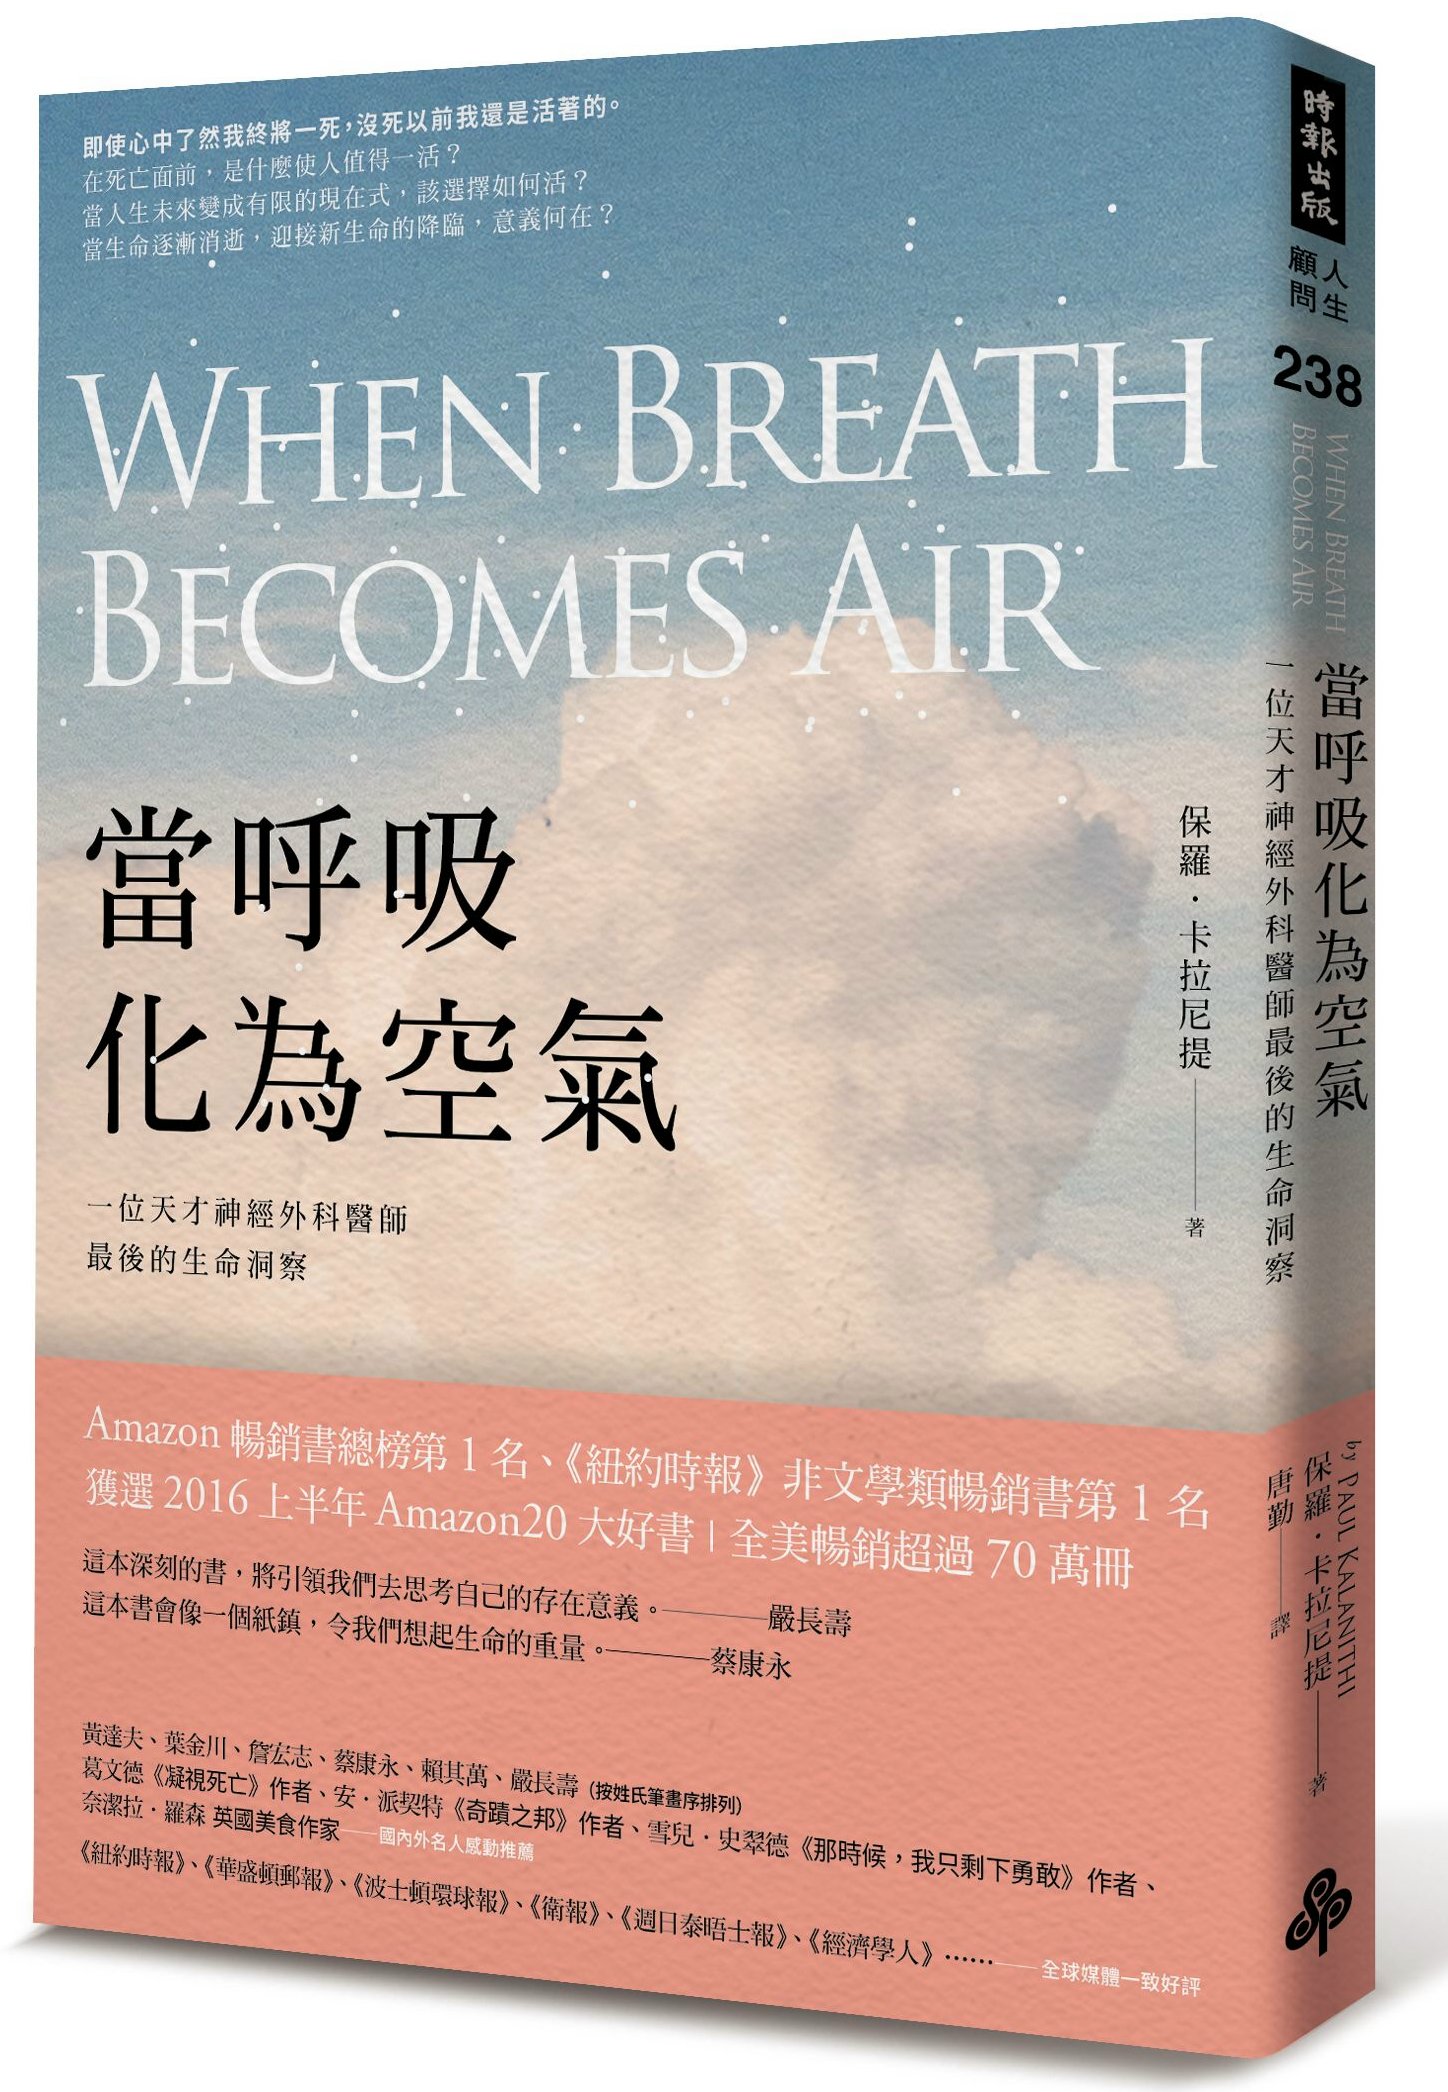 即使心中了然我終將一死，沒死以前我還是活著的。
在死亡面前，是什麼使人值得一活？
當人生未來變成有限的現在式，該選擇如何活？
當生命逐漸消逝，迎接新生命的降臨，意義何在？
WHEN BREATH
BECOMES AIR
當呼吸
化為空氣
一位天才神經外科醫師
最後的生命洞察
保羅．卡拉尼提——著
Amazon 暢銷書總榜第 1 名、《紐約時報》非文學類暢銷書第 1 名
獲選 2016 上半年 Amazon20 大好書｜全美暢銷超過 70 萬冊
這本深刻的書，將引領我們去思考自己的存在意義。——嚴長壽
這本書會像一個紙鎮，令我們想起生命的重量。——蔡康永
黃達夫、葉金川、詹宏志、蔡康永、賴其萬、嚴長壽（按姓氏筆畫序排列）
葛文德《凝視死亡》作者、安．派契特《奇蹟之邦》作者、雪兒．史翠德《那時候，我只剩下勇敢》作者、
奈潔拉．羅森 英國美食作家——國內外名人感動推薦
《紐約時報》、《華盛頓郵報》、《波士頓環球報》、《衛報》、《週日泰晤士報》、《經濟學人》……——全球媒體一致好評
時報出版
人生
顧問
238
WHEN BREATH
BECOMES AIR
當呼吸化為空氣
一位天才神經外科醫師最後的生命洞察
by PAUL KALANITHI
保羅．卡拉尼提——著
唐勤——譯